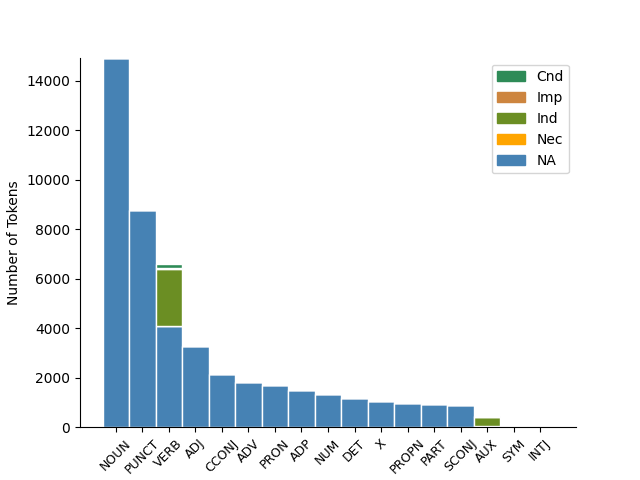 Cnd
Imp
Ind
Nec
NA
14000
12000
10000
8000
6000
4000
2000
0
Number of Tokens
NOUN
PUNCT
VERB
ADJ
CCONJ
ADV
PRON
ADP
NUM
DET
X
PROPN
PART
SCONJ
AUX
SYM
INTJ